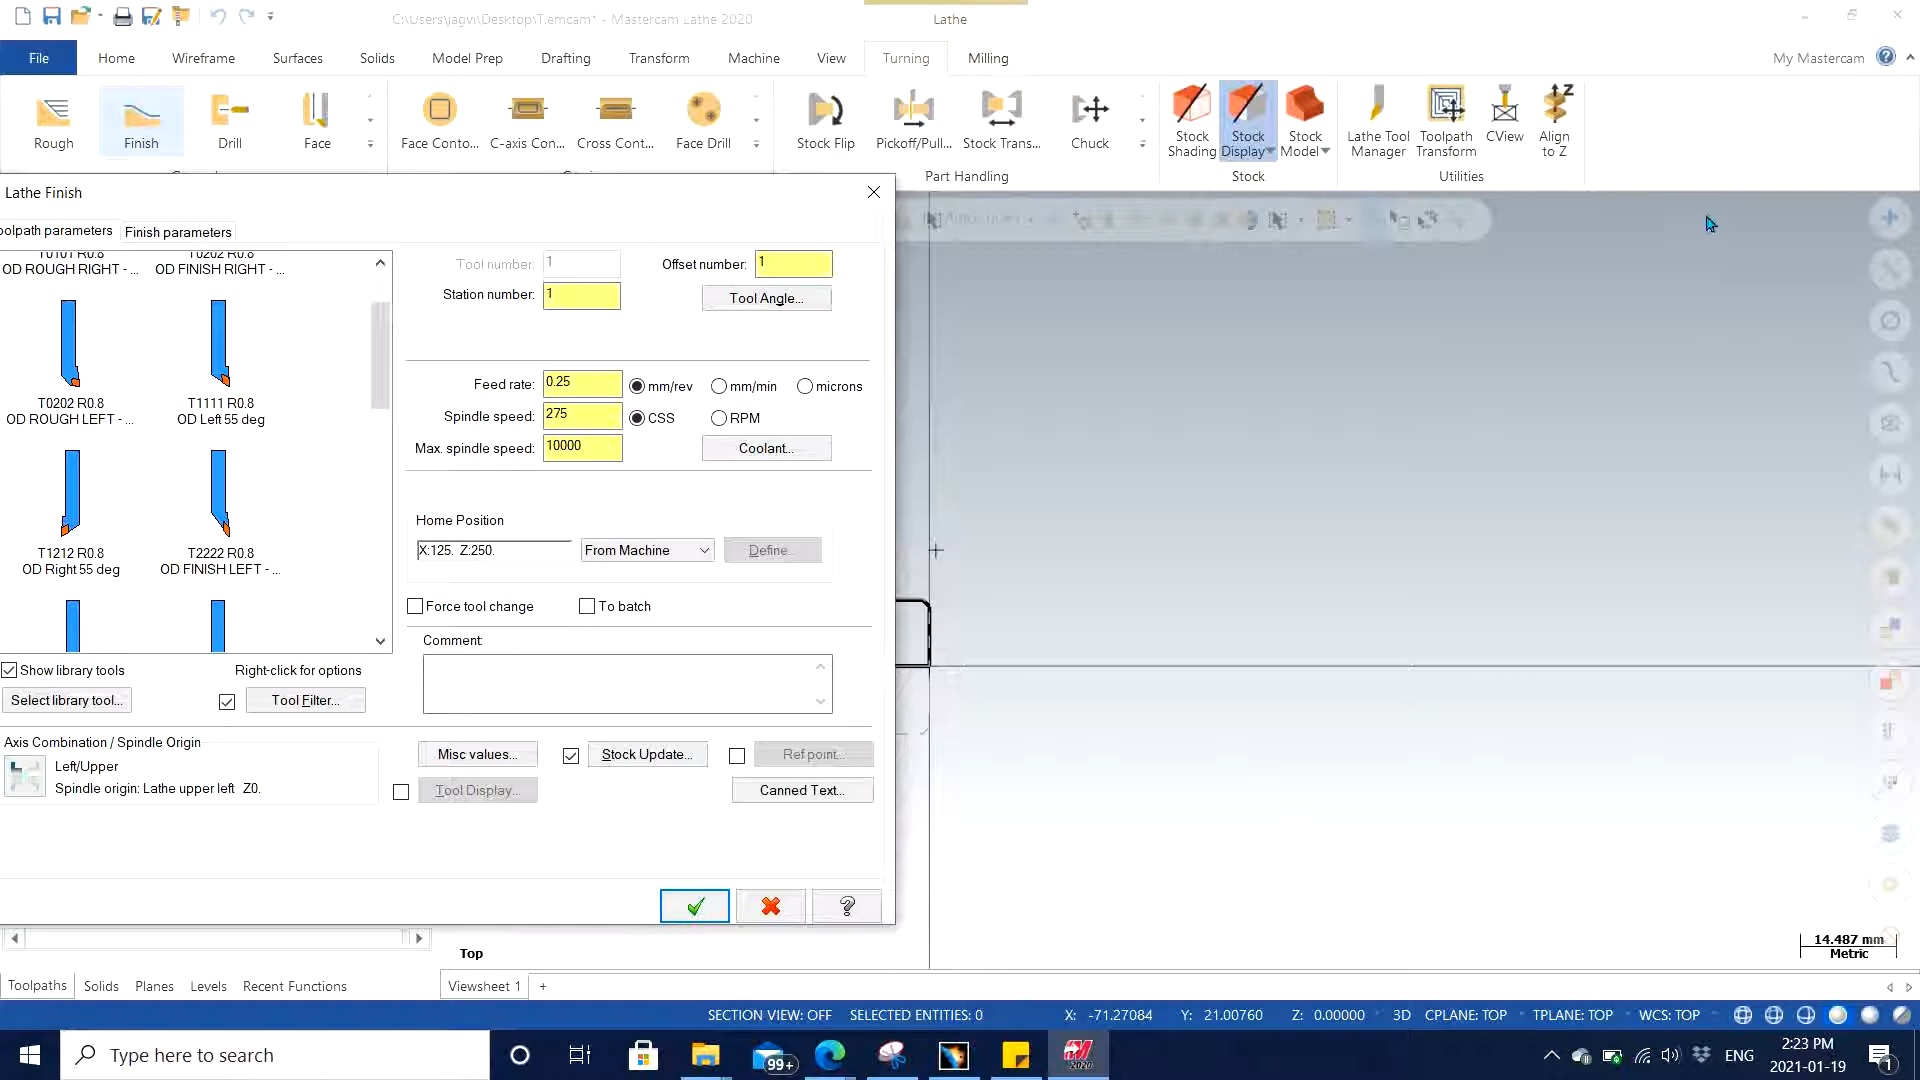 C:\Users\jagvi\Desktop\T.emcam* - Mastercam Lathe 2020
Lathe
File
Home
Wireframe
Surfaces
Solids
Model Prep
Drafting
Transform
Machine
View
Turning
Milling
My Mastercam
Rough
Finish
Drill
Face
Face Conto...
C-axis Con...
Cross Cont...
Face Drill
Stock Flip
Pickoff/Pull...
Stock Trans...
Chuck
Stock
Shading
Stock
Display
Stock
Model
Lathe Tool
Manager
Toolpath
Transform
CView
Align
to Z
Part Handling
Stock
Utilities
Lathe Finish
oolpath parameters
Finish parameters
T0101 R0.8
OD ROUGH RIGHT - ...
T0202 R0.8
OD FINISH RIGHT - ...
T0202 R0.8
OD ROUGH LEFT - ...
T1111 R0.8
OD Left 55 deg
T1212 R0.8
OD Right 55 deg
T2222 R0.8
OD FINISH LEFT - ...
Show library tools
Right-click for options
Select library tool...
Tool Filter...
Axis Combination / Spindle Origin
Left/Upper
Spindle origin: Lathe upper left Z0.
Tool number: 1
Offset number: 1
Station number: 1
Tool Angle...
Feed rate: 0.25
mm/rev
mm/min
microns
Spindle speed: 275
CSS
RPM
Max. spindle speed: 10000
Coolant...
Home Position
X:125. Z:250.
From Machine
Define...
Force tool change
To batch
Comment:
Misc values...
Stock Update...
Ref point...
Tool Display...
Canned Text...
?
Top
14.487 mm
Metric
Toolpaths
Solids
Planes
Levels
Recent Functions
Viewsheet 1
+
SECTION VIEW: OFF
SELECTED ENTITIES: 0
X: -71.27084
Y: 21.00760
Z: 0.00000
3D
CPLANE: TOP
TPLANE: TOP
WCS: TOP
Type here to search
99+
2020
ENG
2:23 PM
2021-01-19
1